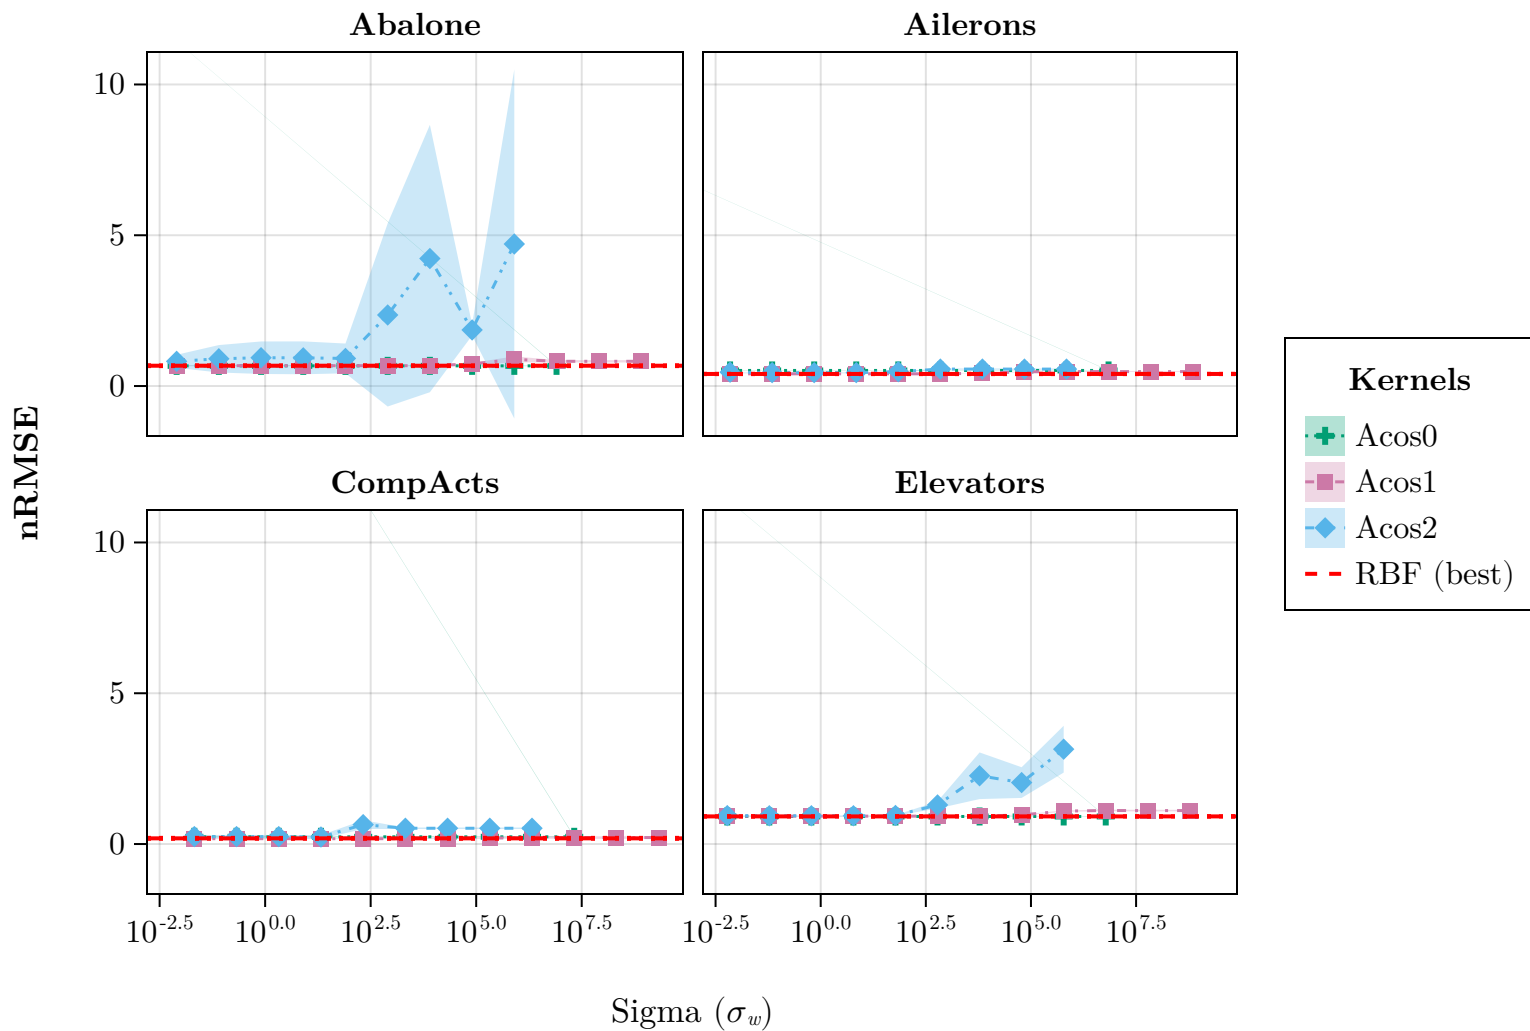 Abalone
Ailerons
10
5
0
CompActs
Elevators
10
5
0
10^-2.5 10^0.0 10^2.5 10^5.0 10^7.5
10^-2.5 10^0.0 10^2.5 10^5.0 10^7.5
nRMSE
Sigma (σ_w)
Kernels
Acos0
Acos1
Acos2
RBF (best)